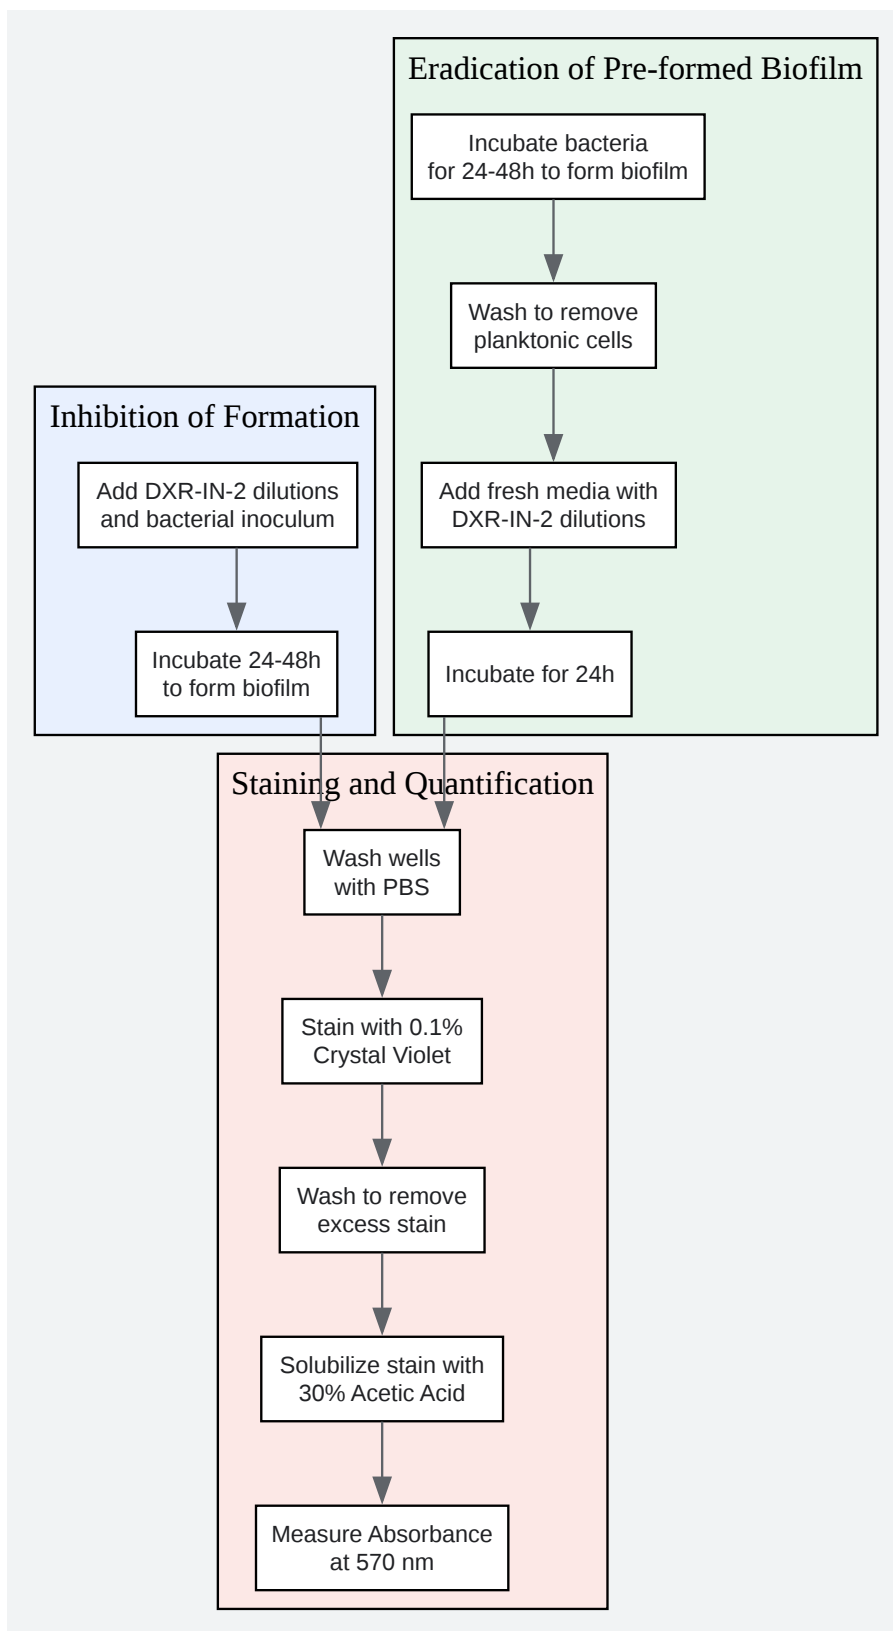 Eradication of Pre-formed Biofilm
Incubate bacteria
for 24-48h to form biofilm
Wash to remove
planktonic cells
Add fresh media with
DXR-IN-2 dilutions
Incubate for 24h
Inhibition of Formation
Add DXR-IN-2 dilutions
and bacterial inoculum
Incubate 24-48h
to form biofilm
Staining and Quantification
Wash wells
with PBS
Stain with 0.1%
Crystal Violet
Wash to remove
excess stain
Solubilize stain with
30% Acetic Acid
Measure Absorbance
at 570 nm